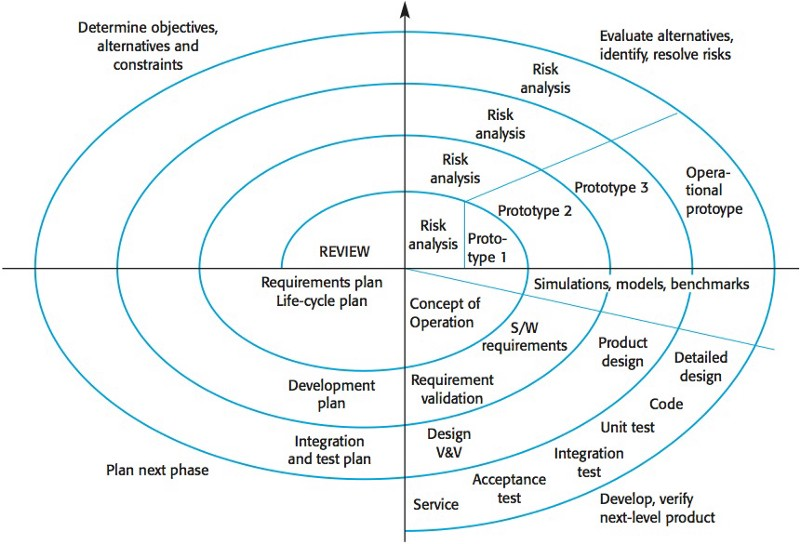 Determine objectives,
alternatives and
constraints
Evaluate alternatives,
identify, resolve risks
Risk
analysis
Risk
analysis
Risk
analysis
Risk
analysis
Proto-
type 1
Prototype 2
Prototype 3
Opera-
tional
protoype
REVIEW
Requirements plan
Life-cycle plan
Development
plan
Integration
and test plan
Plan next phase
Simulations, models, benchmarks
Concept of
Operation
S/W
requirements
Product
design
Detailed
design
Requirement
validation
Code
Unit test
Design
V&V
Integration
test
Acceptance
test
Service
Develop, verify
next-level product